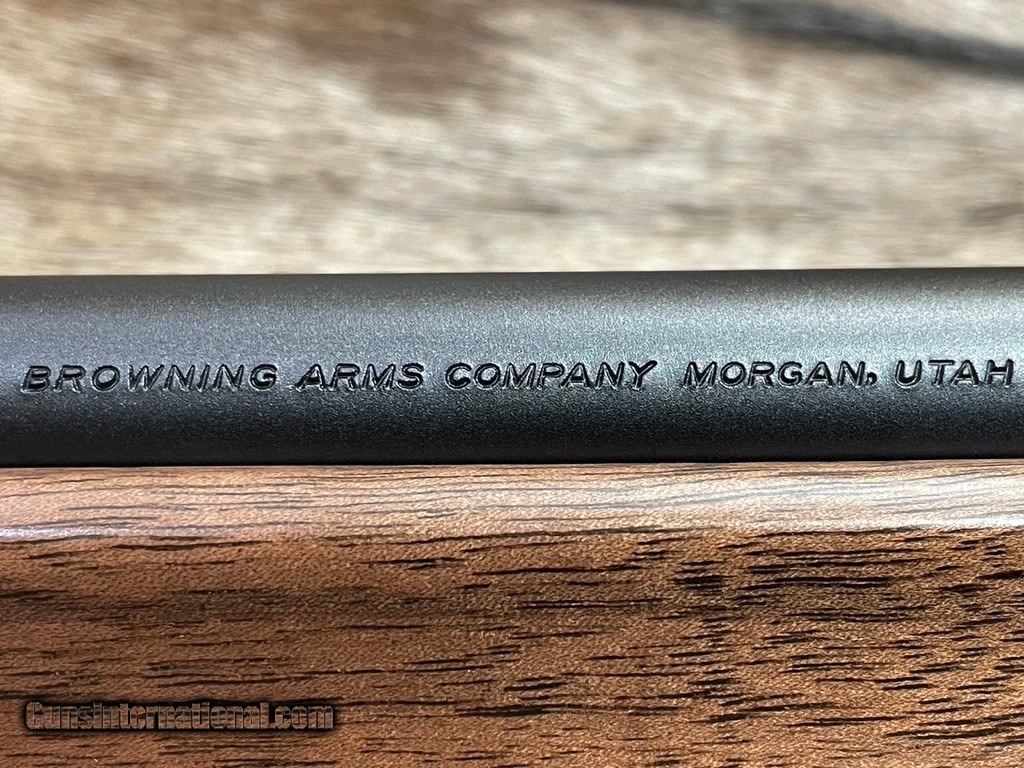 BROWNING ARMS COMPANY MORGAN, UTAH
GunsInternational.com